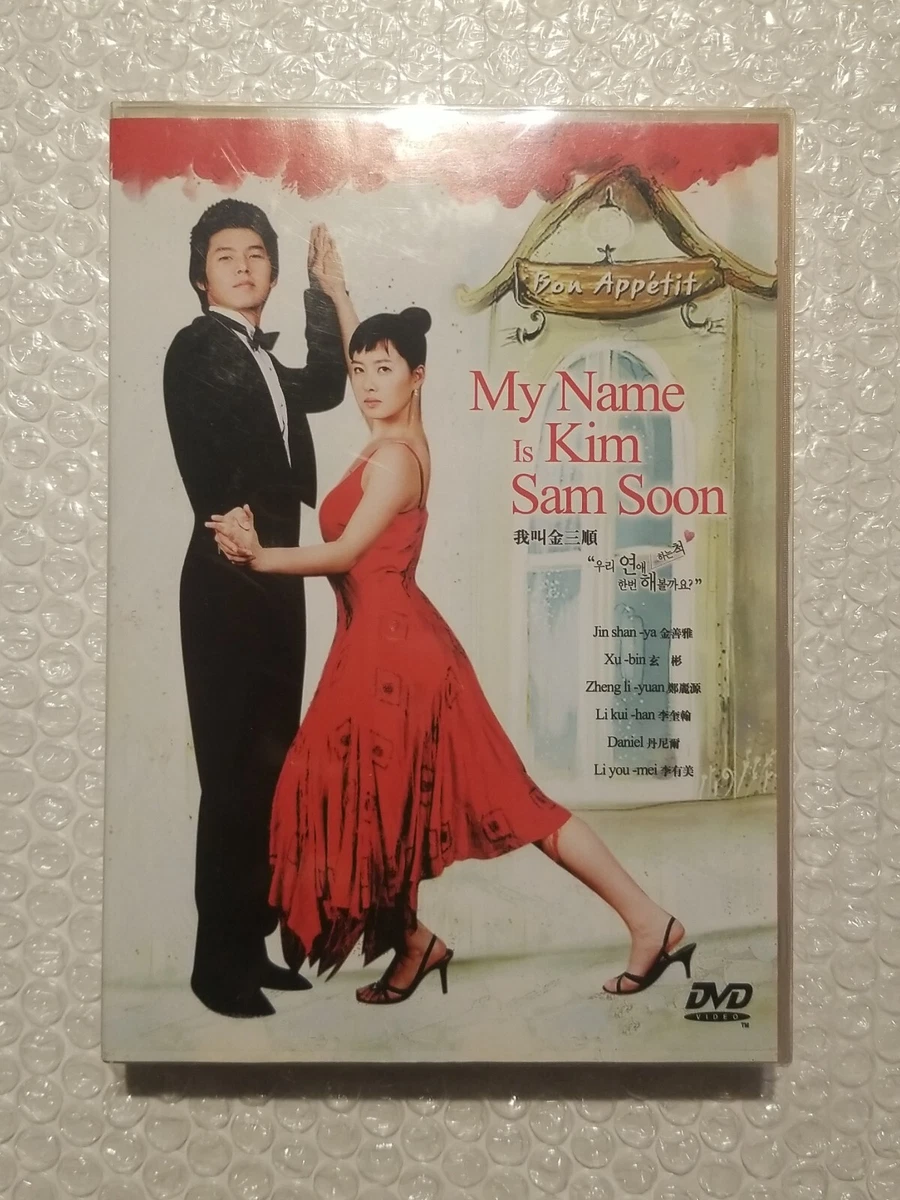 Bon Appétit
My Name
Is Kim
Sam Soon
我叫金三順
“우리 연애 하는척
한번 해볼까요?”
Jin shan -ya 金善雅
Xu -bin 玄 彬
Zheng li -yuan 鄭麗源
Li kui -han 李奎翰
Daniel 丹尼爾
Li you -mei 李有美
DVD
VIDEO
TM